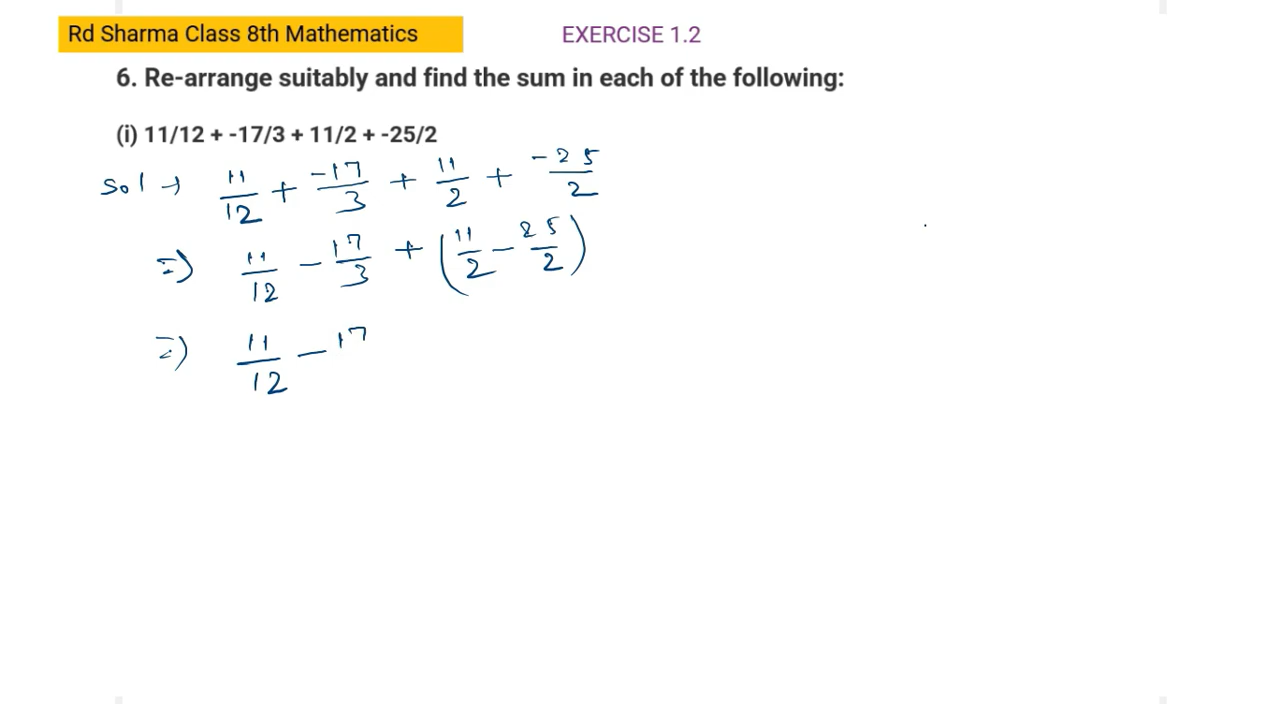 Rd Sharma Class 8th Mathematics EXERCISE 1.2
6. Re-arrange suitably and find the sum in each of the following:
(i) 11/12 + -17/3 + 11/2 + -25/2
Sol → 11/12 + -17/3 + 11/2 + -25/2
=) 11/12 - 17/3 + (11/2 - 25/2)
=) 11/12 - 17